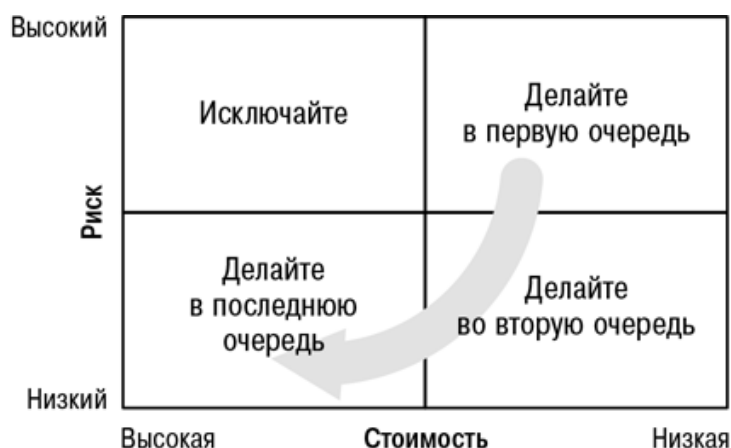 Высокий
Исключайте
Делайте
в первую очередь
Риск
Делайте
в последнюю
очередь
Делайте
во вторую очередь
Низкий
Высокая
Стоимость
Низкая